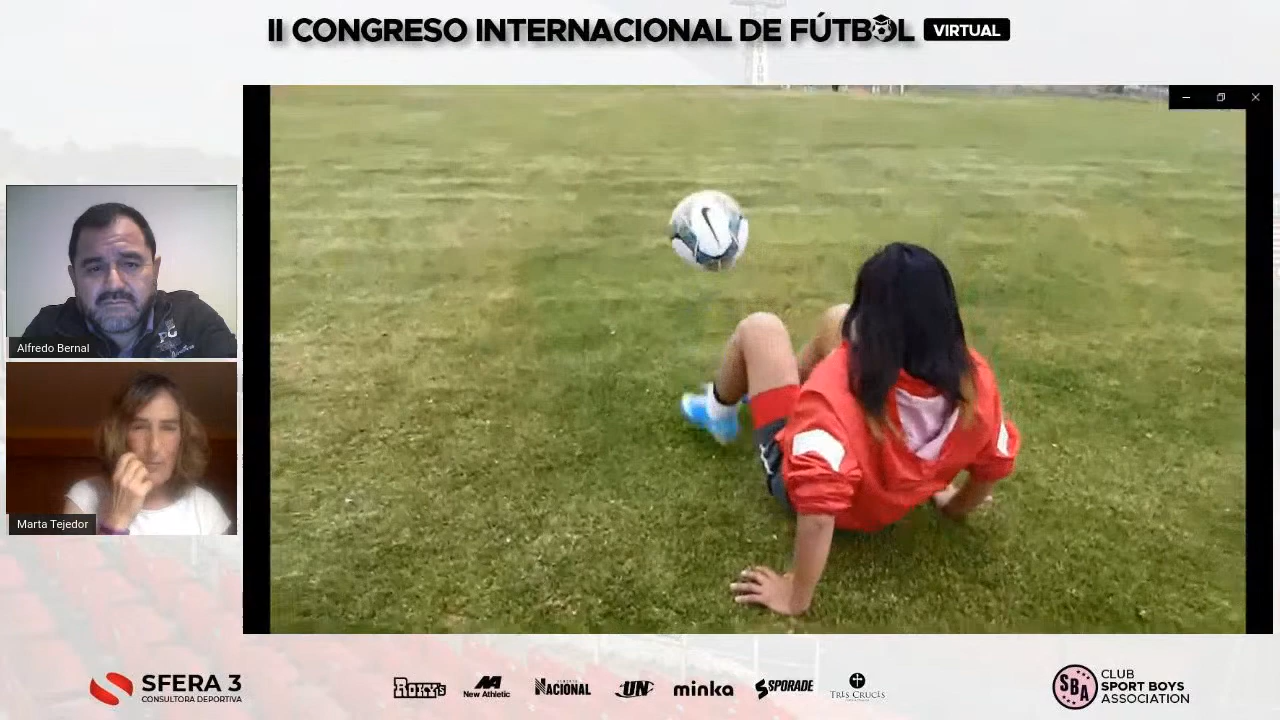 II CONGRESO INTERNACIONAL DE FÚTBOL VIRTUAL
Alfredo Bernal
Marta Tejedor
SFERA 3
CONSULTORA DEPORTIVA
ROKYS
New Athletic
NACIONAL
UN
minka
SPORADE
TRES CRUCES
SBA
CLUB
SPORT BOYS
ASSOCIATION